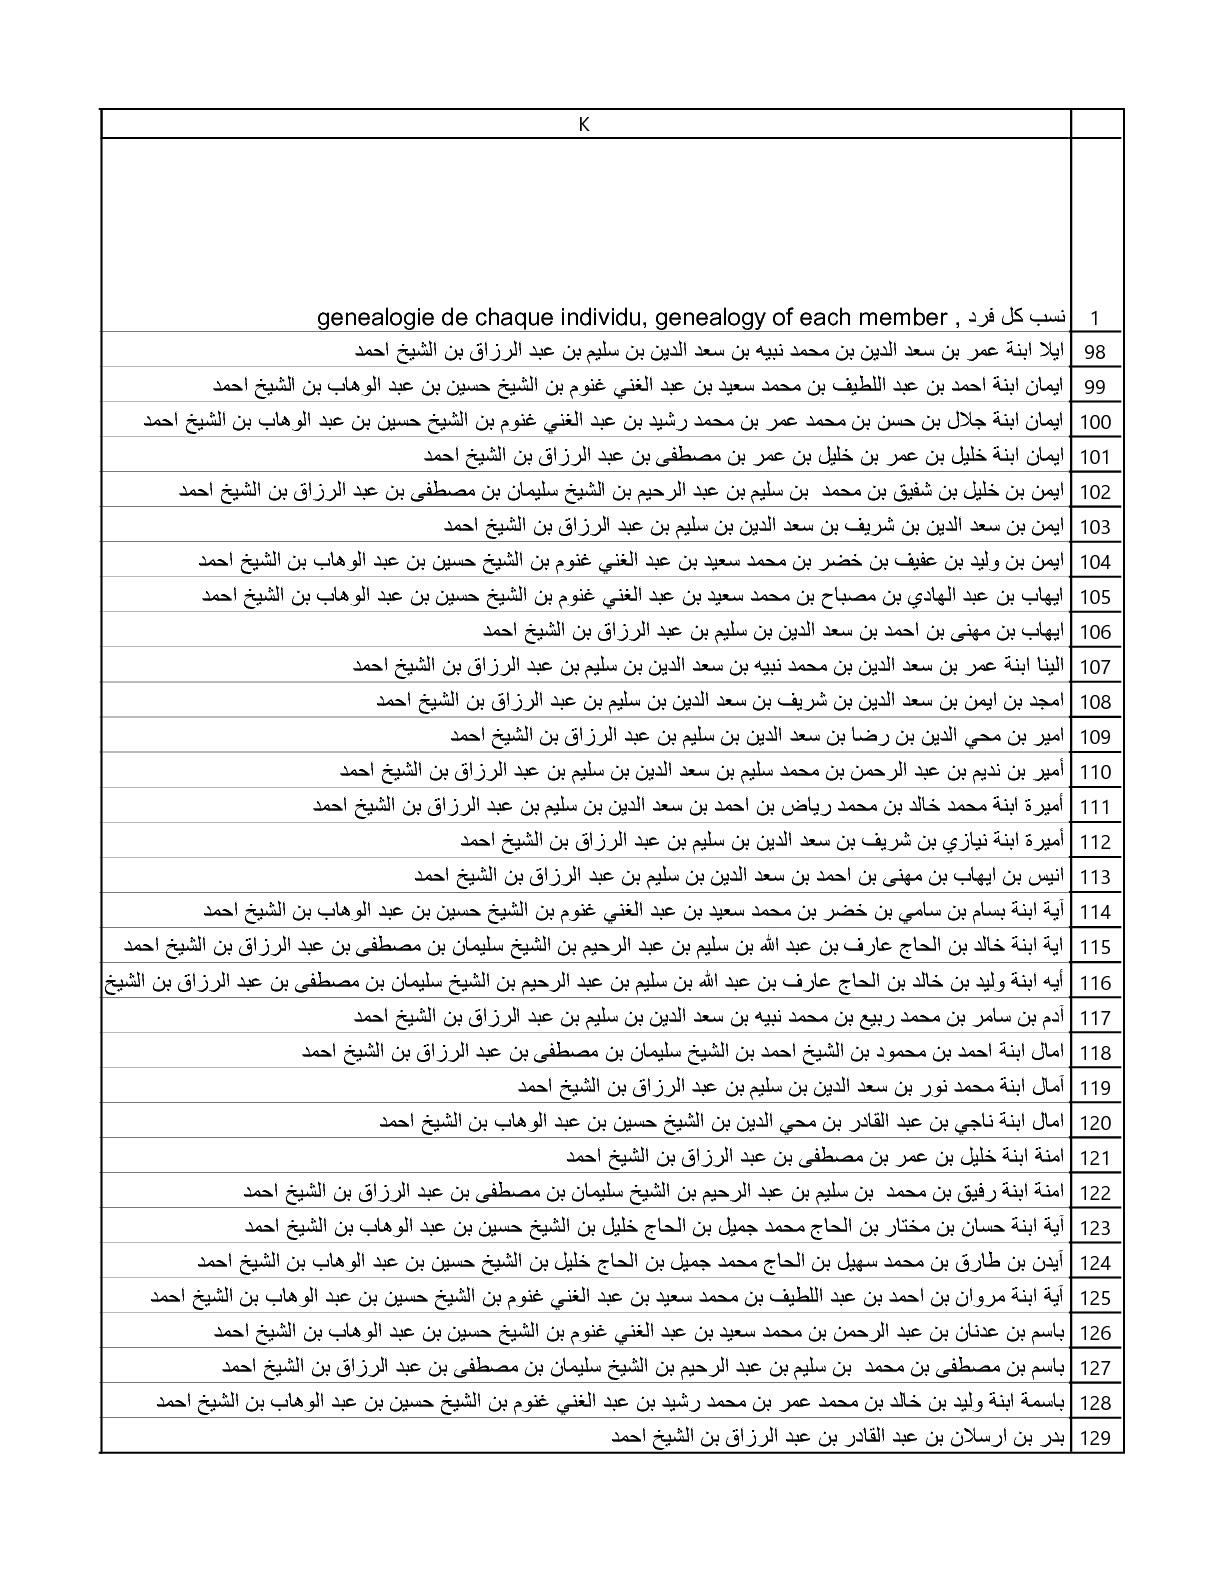 K
1 نسب كل فرد , genealogie de chaque individu, genealogy of each member
98 ايلا ابنة عمر بن سعد الدين بن محمد نبيه بن سعد الدين بن سليم بن عبد الرزاق بن الشيخ احمد
99 ايمان ابنة احمد بن عبد اللطيف بن محمد سعيد بن عبد الغني غنوم بن الشيخ حسين بن عبد الوهاب بن الشيخ احمد
100 ايمان ابنة جلال بن حسن بن محمد عمر بن محمد رشيد بن عبد الغني غنوم بن الشيخ حسين بن عبد الوهاب بن الشيخ احمد
101 ايمان ابنة خليل بن عمر بن خليل بن عمر بن مصطفى بن عبد الرزاق بن الشيخ احمد
102 ايمن بن خليل بن شفيق بن محمد  بن سليم بن عبد الرحيم بن الشيخ سليمان بن مصطفى بن عبد الرزاق بن الشيخ احمد
103 ايمن بن سعد الدين بن شريف بن سعد الدين بن سليم بن عبد الرزاق بن الشيخ احمد
104 ايمن بن وليد بن عفيف بن خضر بن محمد سعيد بن عبد الغني غنوم بن الشيخ حسين بن عبد الوهاب بن الشيخ احمد
105 ايهاب بن عبد الهادي بن مصباح بن محمد سعيد بن عبد الغني غنوم بن الشيخ حسين بن عبد الوهاب بن الشيخ احمد
106 ايهاب بن مهنى بن احمد بن سعد الدين بن سليم بن عبد الرزاق بن الشيخ احمد
107 الينا ابنة عمر بن سعد الدين بن محمد نبيه بن سعد الدين بن سليم بن عبد الرزاق بن الشيخ احمد
108 امجد بن ايمن بن سعد الدين بن شريف بن سعد الدين بن سليم بن عبد الرزاق بن الشيخ احمد
109 امير بن محي الدين بن رضا بن سعد الدين بن سليم بن عبد الرزاق بن الشيخ احمد
110 أمير بن نديم بن عبد الرحمن بن محمد سليم بن سعد الدين بن سليم بن عبد الرزاق بن الشيخ احمد
111 أميرة ابنة محمد خالد بن محمد رياض بن احمد بن سعد الدين بن سليم بن عبد الرزاق بن الشيخ احمد
112 أميرة ابنة نيازي بن شريف بن سعد الدين بن سليم بن عبد الرزاق بن الشيخ احمد
113 انيس بن ايهاب بن مهنى بن احمد بن سعد الدين بن سليم بن عبد الرزاق بن الشيخ احمد
114 آية ابنة بسام بن سامي بن خضر بن محمد سعيد بن عبد الغني غنوم بن الشيخ حسين بن عبد الوهاب بن الشيخ احمد
115 اية ابنة خالد بن الحاج عارف بن عبد الله بن سليم بن عبد الرحيم بن الشيخ سليمان بن مصطفى بن عبد الرزاق بن الشيخ احمد
116 أيه ابنة وليد بن خالد بن الحاج عارف بن عبد الله بن سليم بن عبد الرحيم بن الشيخ سليمان بن مصطفى بن عبد الرزاق بن الشيخ
117 آدم بن سامر بن محمد ربيع بن محمد نبيه بن سعد الدين بن سليم بن عبد الرزاق بن الشيخ احمد
118 امال ابنة احمد بن محمود بن الشيخ احمد بن الشيخ سليمان بن مصطفى بن عبد الرزاق بن الشيخ احمد
119 آمال ابنة محمد نور بن سعد الدين بن سليم بن عبد الرزاق بن الشيخ احمد
120 امال ابنة ناجي بن عبد القادر بن محي الدين بن الشيخ حسين بن عبد الوهاب بن الشيخ احمد
121 امنة ابنة خليل بن عمر بن مصطفى بن عبد الرزاق بن الشيخ احمد
122 امنة ابنة رفيق بن محمد  بن سليم بن عبد الرحيم بن الشيخ سليمان بن مصطفى بن عبد الرزاق بن الشيخ احمد
123 آية ابنة حسان بن مختار بن الحاج محمد جميل بن الحاج خليل بن الشيخ حسين بن عبد الوهاب بن الشيخ احمد
124 آيدن بن طارق بن محمد سهيل بن الحاج محمد جميل بن الحاج خليل بن الشيخ حسين بن عبد الوهاب بن الشيخ احمد
125 آية ابنة مروان بن احمد بن عبد اللطيف بن محمد سعيد بن عبد الغني غنوم بن الشيخ حسين بن عبد الوهاب بن الشيخ احمد
126 باسم بن عدنان بن عبد الرحمن بن محمد سعيد بن عبد الغني غنوم بن الشيخ حسين بن عبد الوهاب بن الشيخ احمد
127 باسم بن مصطفى بن محمد  بن سليم بن عبد الرحيم بن الشيخ سليمان بن مصطفى بن عبد الرزاق بن الشيخ احمد
128 باسمة ابنة وليد بن خالد بن محمد عمر بن محمد رشيد بن عبد الغني غنوم بن الشيخ حسين بن عبد الوهاب بن الشيخ احمد
129 بدر بن ارسلان بن عبد القادر بن عبد الرزاق بن الشيخ احمد